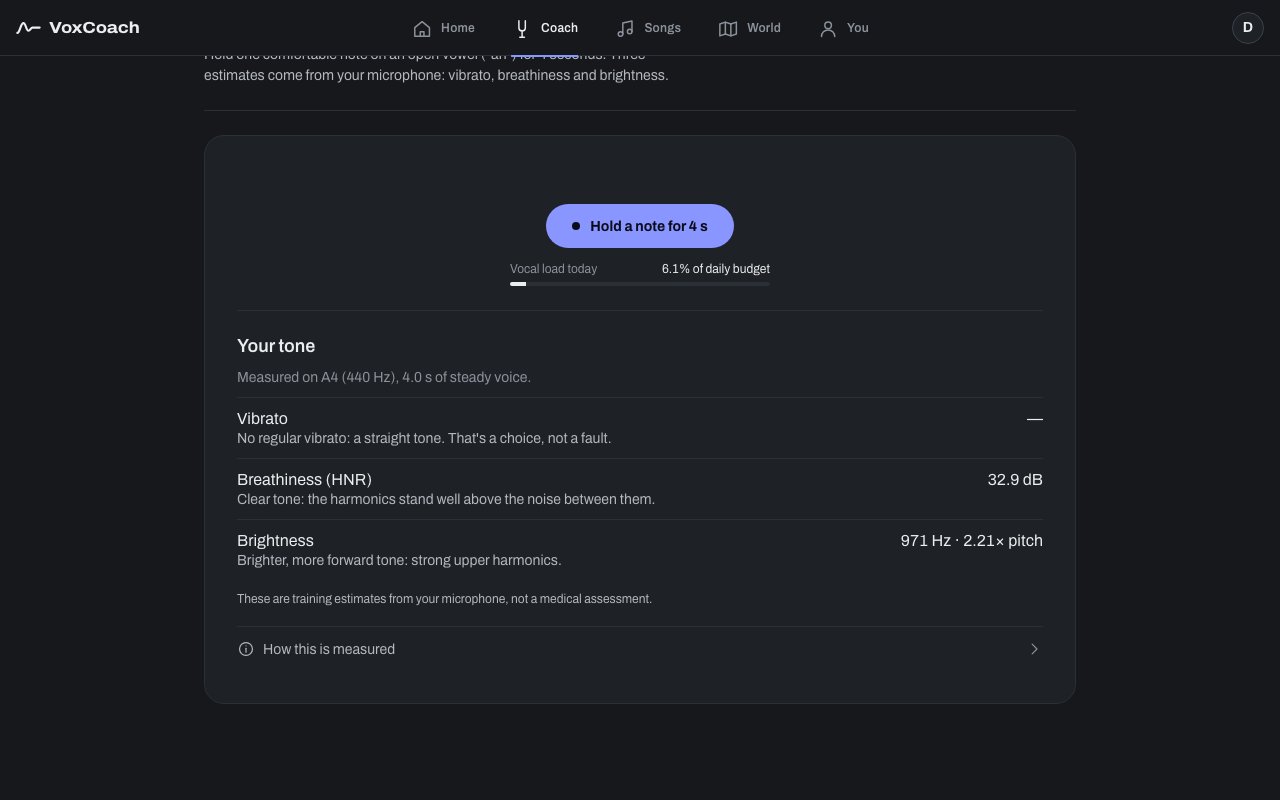 VoxCoach
Home
Coach
Songs
World
You
D
estimates come from your microphone: vibrato, breathiness and brightness.
Hold a note for 4 s
Vocal load today
6.1% of daily budget
Your tone
Measured on A4 (440 Hz), 4.0 s of steady voice.
Vibrato
—
No regular vibrato: a straight tone. That's a choice, not a fault.
Breathiness (HNR)
32.9 dB
Clear tone: the harmonics stand well above the noise between them.
Brightness
971 Hz · 2.21× pitch
Brighter, more forward tone: strong upper harmonics.
These are training estimates from your microphone, not a medical assessment.
How this is measured